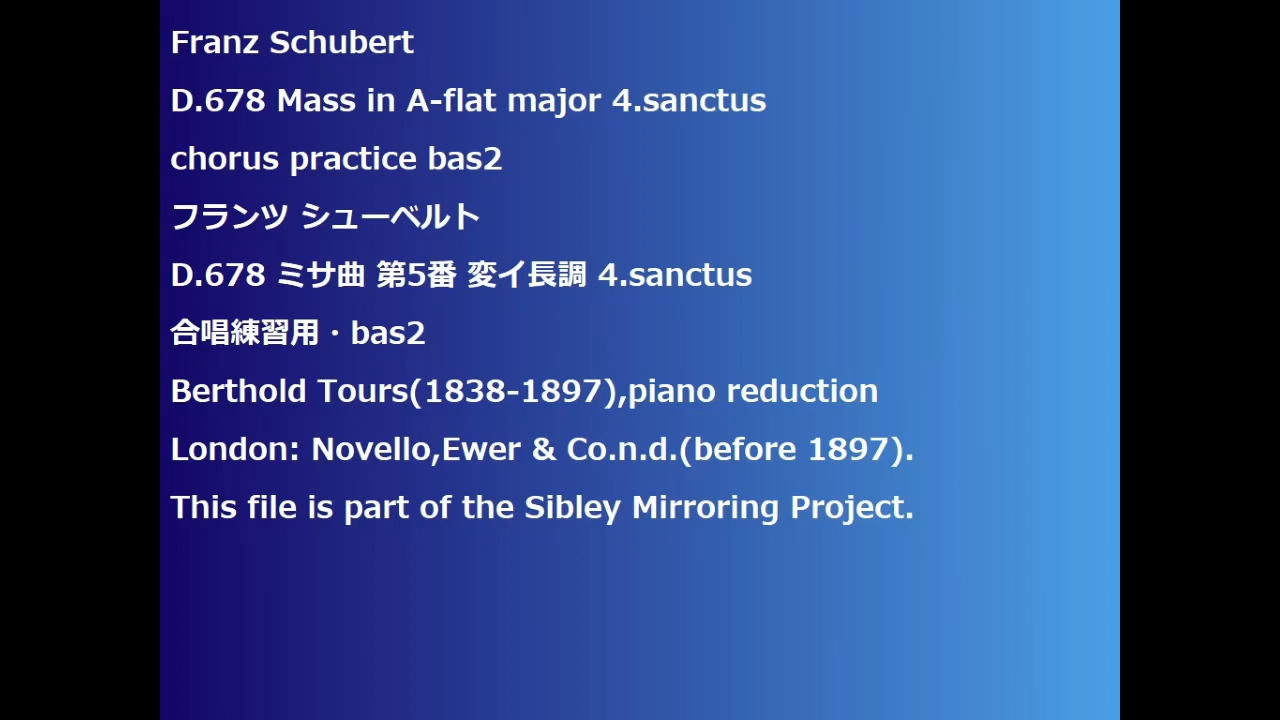 Franz Schubert
D.678 Mass in A-flat major 4.sanctus
chorus practice bas2
フランツ シューベルト
D.678 ミサ曲 第5番 変イ長調 4.sanctus
合唱練習用・bas2
Berthold Tours(1838-1897),piano reduction
London: Novello,Ewer & Co.n.d.(before 1897).
This file is part of the Sibley Mirroring Project.